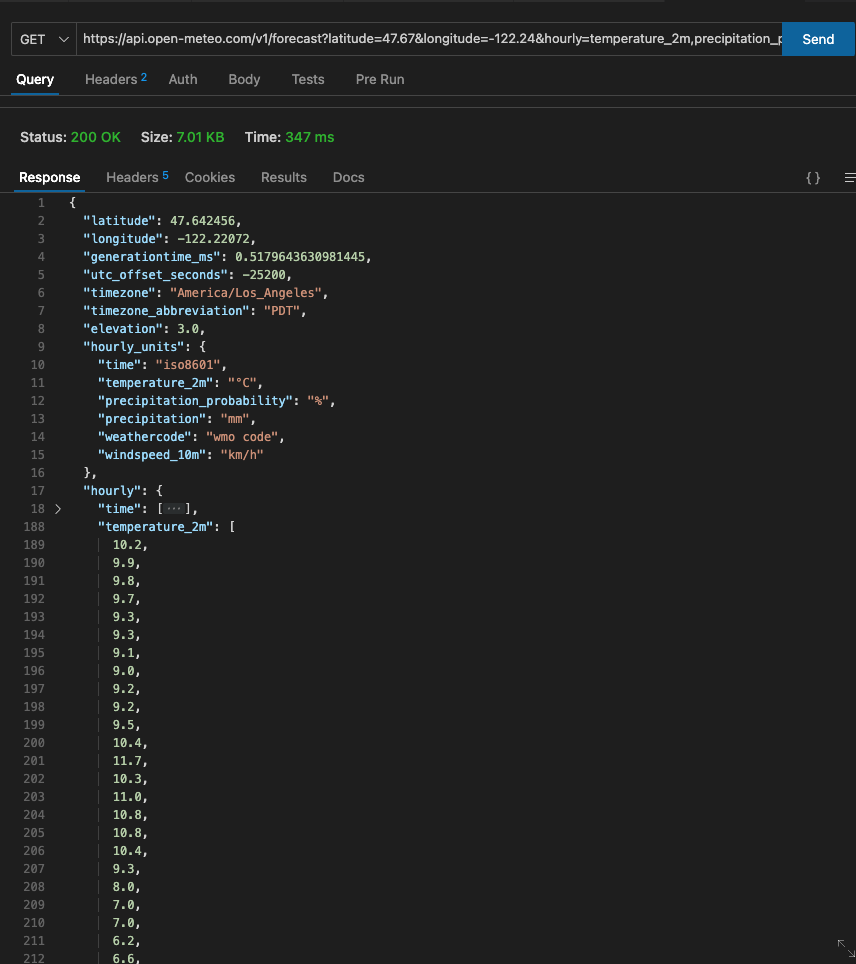 GET https://api.open-meteo.com/v1/forecast?latitude=47.67&longitude=-122.24&hourly=temperature_2m,precipitation_p Send
Query Headers 2 Auth Body Tests Pre Run
Status: 200 OK Size: 7.01 KB Time: 347 ms
Response Headers 5 Cookies Results Docs { }
1 {
2 "latitude": 47.642456,
3 "longitude": -122.22072,
4 "generationtime_ms": 0.5179643630981445,
5 "utc_offset_seconds": -25200,
6 "timezone": "America/Los_Angeles",
7 "timezone_abbreviation": "PDT",
8 "elevation": 3.0,
9 "hourly_units": {
10 "time": "iso8601",
11 "temperature_2m": "°C",
12 "precipitation_probability": "%",
13 "precipitation": "mm",
14 "weathercode": "wmo code",
15 "windspeed_10m": "km/h"
16 },
17 "hourly": {
18 "time": [···],
188 "temperature_2m": [
189 10.2,
190 9.9,
191 9.8,
192 9.7,
193 9.3,
194 9.3,
195 9.1,
196 9.0,
197 9.2,
198 9.2,
199 9.5,
200 10.4,
201 11.7,
202 10.3,
203 11.0,
204 10.8,
205 10.8,
206 10.4,
207 9.3,
208 8.0,
209 7.0,
210 7.0,
211 6.2,
212 6.6,